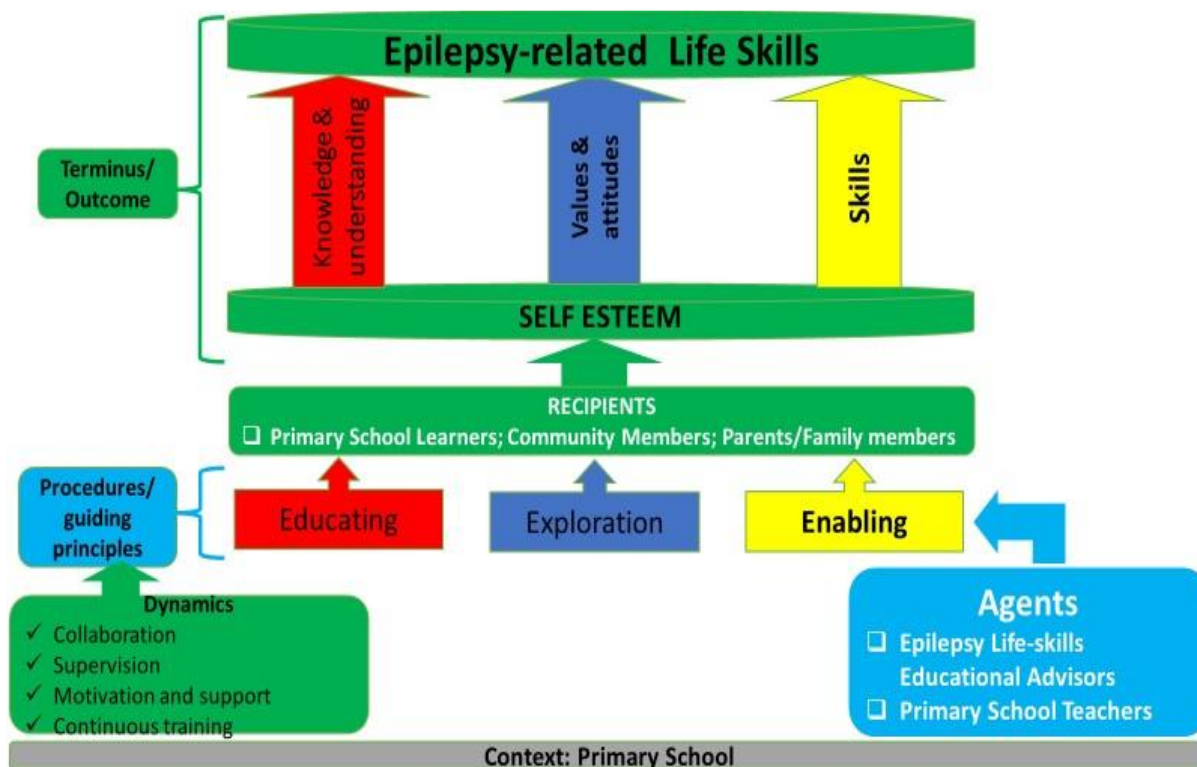 Epilepsy-related Life Skills
Knowledge &
understanding
Values &
attitudes
Skills
Terminus/
Outcome
SELF ESTEEM
RECIPIENTS
❑ Primary School Learners; Community Members; Parents/Family members
Procedures/
guiding
principles
Educating
Exploration
Enabling
Dynamics
✓ Collaboration
✓ Supervision
✓ Motivation and support
✓ Continuous training
Agents
❑ Epilepsy Life-skills
Educational Advisors
❑ Primary School Teachers
Context: Primary School